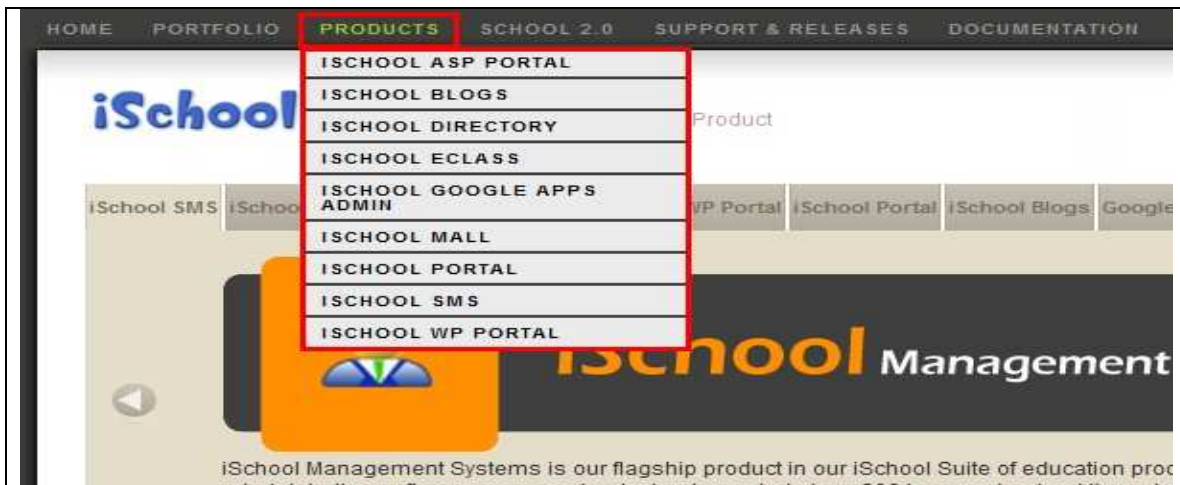 HOME PORTFOLIO PRODUCTS SCHOOL 2.0 SUPPORT & RELEASES DOCUMENTATION
ISCHOOL ASP PORTAL
ISCHOOL BLOGS
ISCHOOL DIRECTORY
ISCHOOL ECLASS
ISCHOOL GOOGLE APPS
ADMIN
ISCHOOL MALL
ISCHOOL PORTAL
ISCHOOL SMS
ISCHOOL WP PORTAL
iSchool
Product
iSchool SMS WP Portal iSchool Portal iSchool Blogs Google
ischool Management
iSchool Management Systems is our flagship product in our iSchool Suite of education